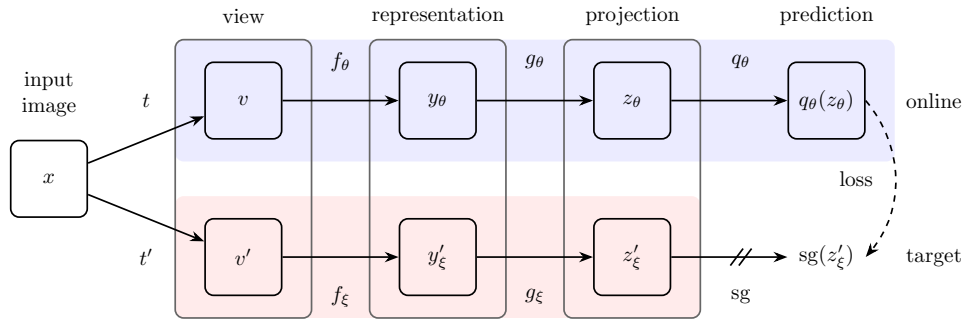 view
representation
projection
prediction
input
image
t
f_θ
g_θ
q_θ
x
v
y_θ
z_θ
q_θ(z_θ)
online
loss
t′
v′
y′_ξ
z′_ξ
sg(z′_ξ)
target
f_ξ
g_ξ
sg